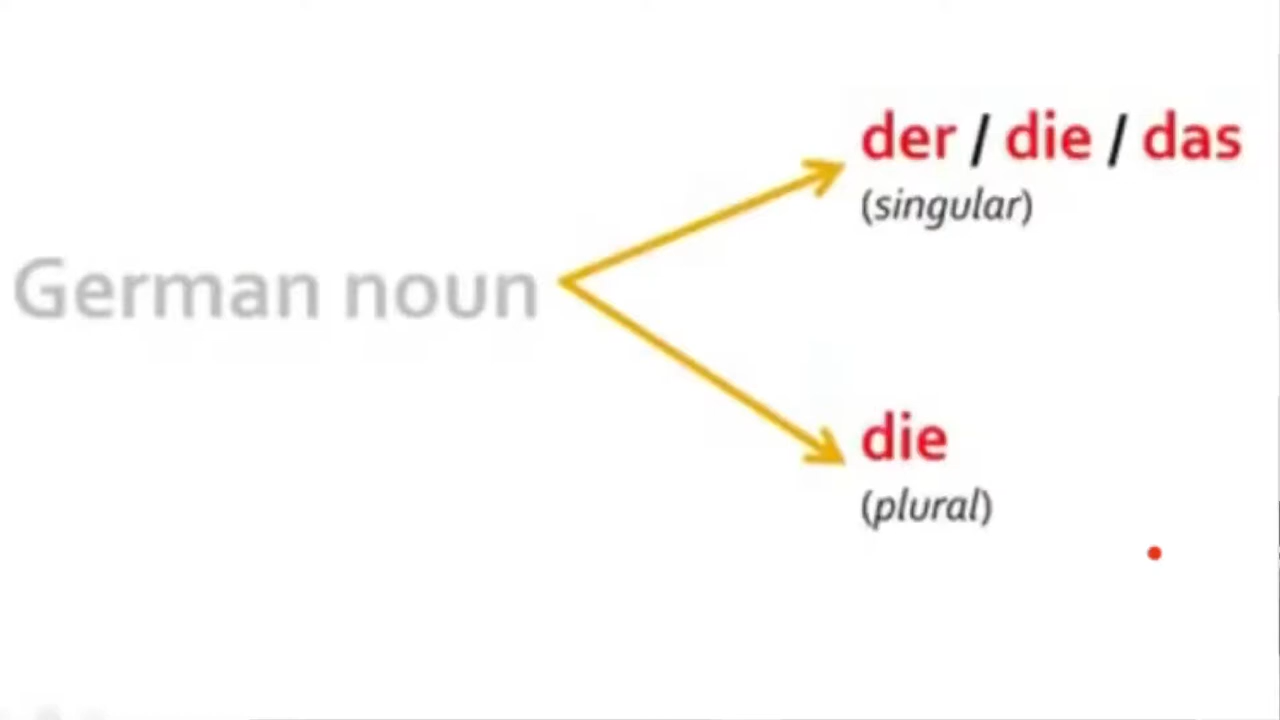 der / die / das
(singular)
German noun
die
(plural)